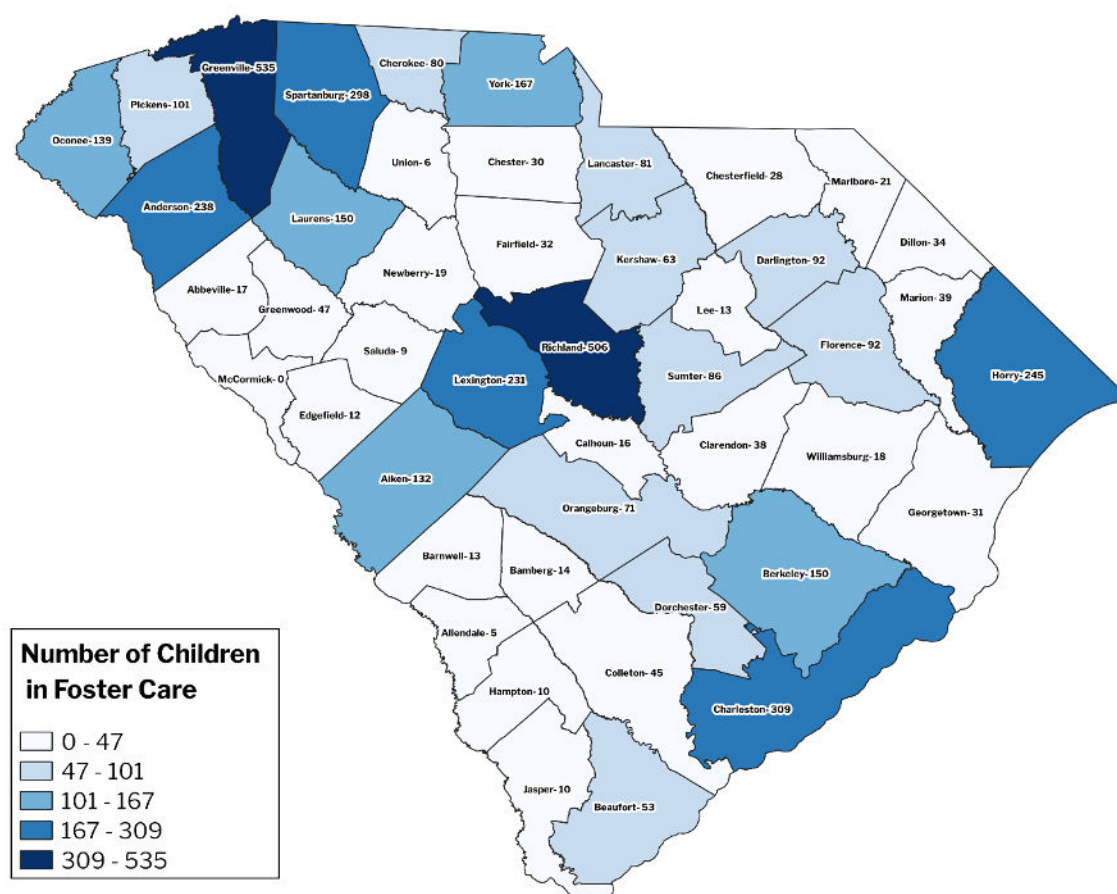 Greenville- 535
Cherokee- 80
York- 167
Spartanburg- 298
Pickens- 101
Oconee- 139
Union- 6
Chester- 30
Lancaster- 81
Chesterfield- 28
Marlboro- 21
Anderson- 238
Laurens- 150
Fairfield- 32
Dillon- 34
Kershaw- 63
Darlington- 92
Newberry- 19
Abbeville- 17
Greenwood- 47
Marion- 39
Lee- 13
Saluda- 9
Richland- 506
Florence- 92
McCormick- 0
Lexington- 231
Sumter- 86
Horry- 245
Edgefield- 12
Calhoun- 16
Clarendon- 38
Williamsburg- 18
Aiken- 132
Orangeburg- 71
Georgetown- 31
Barnwell- 13
Bamberg- 14
Berkeley- 150
Dorchester- 59
Allendale- 5
Colleton- 45
Hampton- 10
Charleston- 309
Jasper- 10
Beaufort- 53
Number of Children
in Foster Care
0 - 47
47 - 101
101 - 167
167 - 309
309 - 535